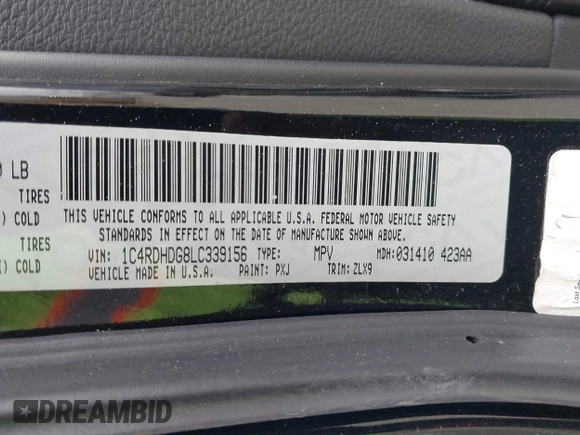 0 LB
TIRES
) COLD
TIRES
) COLD
THIS VEHICLE CONFORMS TO ALL APPLICABLE U.S.A. FEDERAL MOTOR VEHICLE SAFETY
STANDARDS IN EFFECT ON THE DATE OF MANUFACTURE SHOWN ABOVE.
VIN: 1C4RDHDG8LC339156 TYPE: MPV MDH:031410 423AA
VEHICLE MADE IN U.S.A. PAINT: PXJ TRIM: ZLX9
DREAMBID